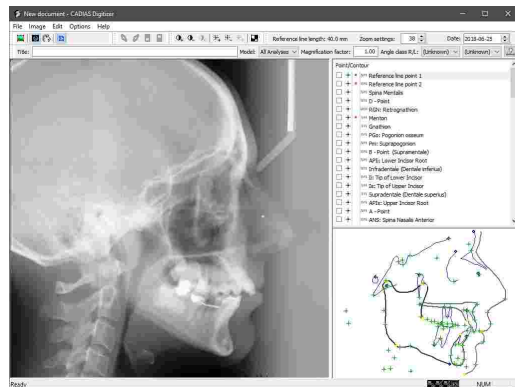 New document - CADIAS Digition
File Image Edit Options Help
Reference line length: 40.0 mm Zoom settings: 38 Date: 2018-06-25
Title: Model: All Analyses Magnification factor: 1.00 Angle class R/L: (Unknown) (Unknown)
Point/Contour
Reference line point 1
Reference line point 2
Spina Mentalis
D - Point
RGN: Retrognathion
Menton
Gnathion
PGo: Pogonion osseum
Pm: Suprapogonion
B - Point (Supramentale)
APIi: Lower Incisor Root
Infradentale (Dentale inferius)
Ii: Tip of Lower Incisor
Is: Tip of Upper Incisor
Supradentale (Dentale superius)
APIs: Upper Incisor Root
A - Point
ANS: Spina Nasalis Anterior
Ready
NUM